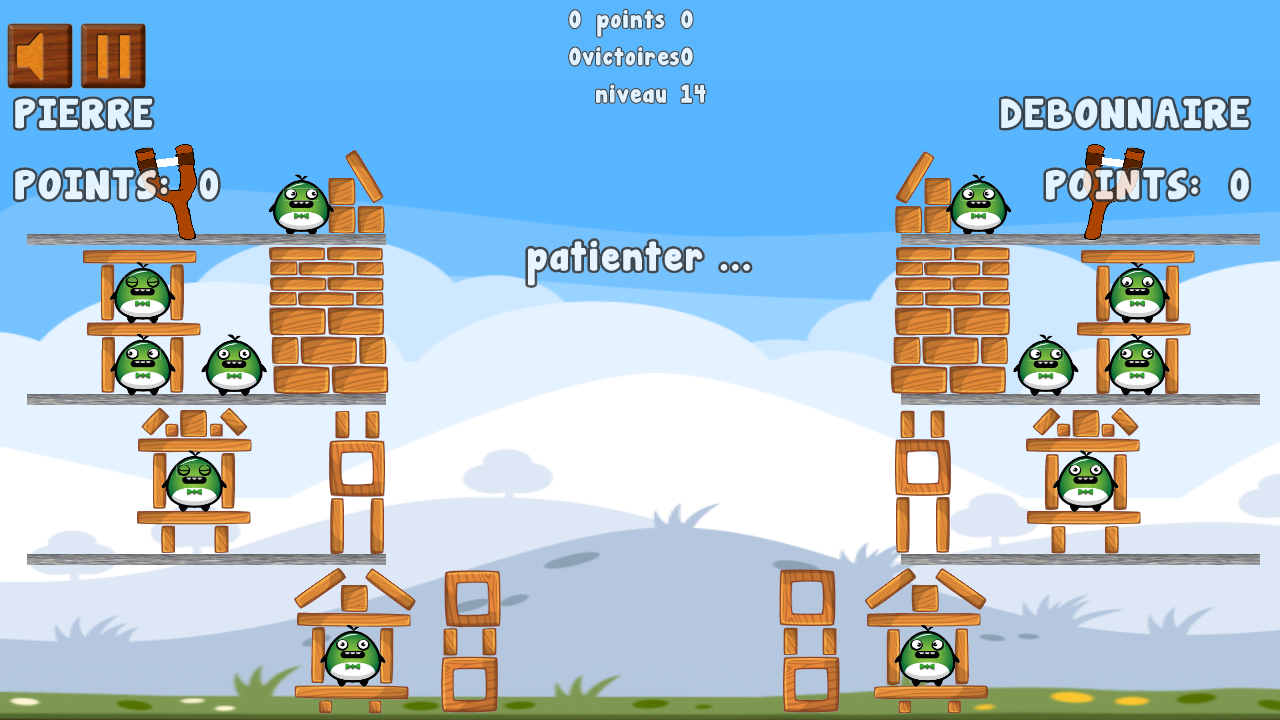 0 points 0
0victoires0
niveau 14
PIERRE
DEBONNAIRE
POINTS: 0
POINTS: 0
patienter ...